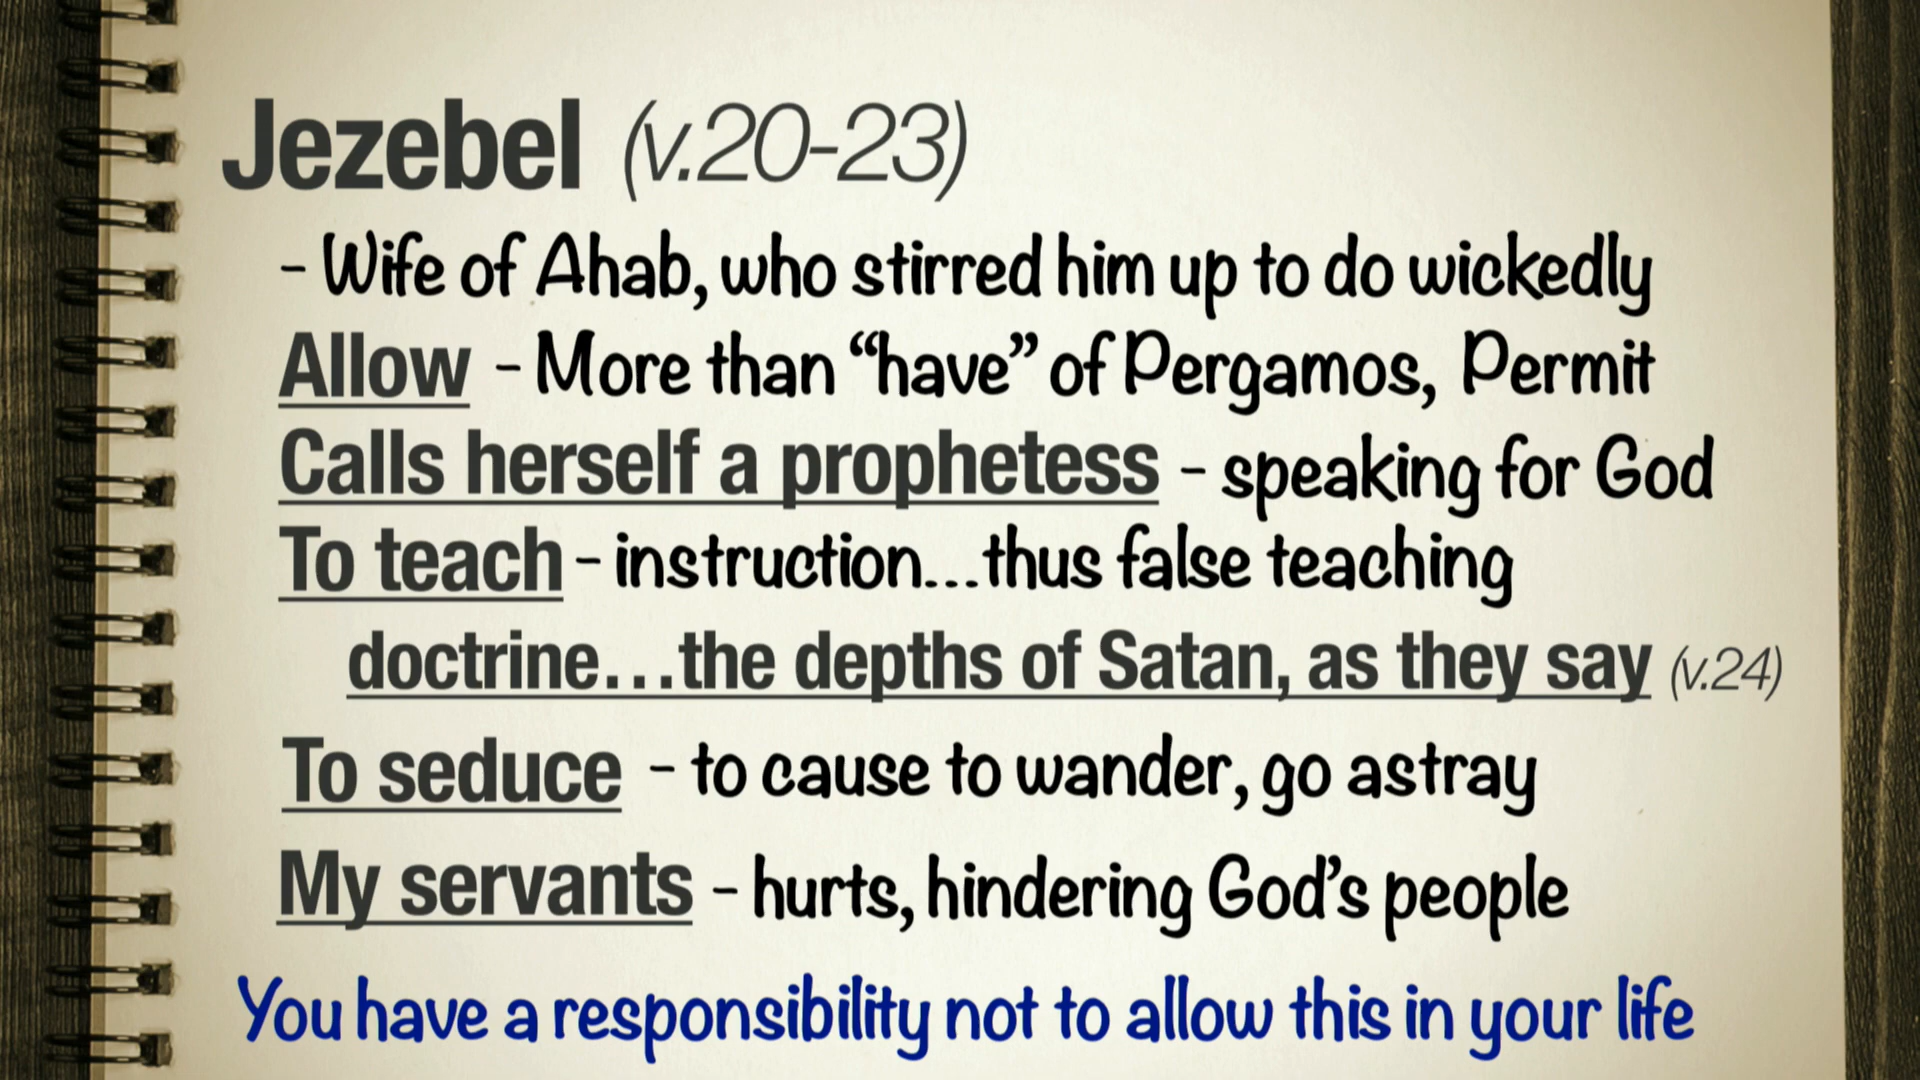 Jezebel (v.20-23)
- Wife of Ahab, who stirred him up to do wickedly
Allow - More than “have” of Pergamos, Permit
Calls herself a prophetess - speaking for God
To teach - instruction...thus false teaching
doctrine...the depths of Satan, as they say (v.24)
To seduce - to cause to wander, go astray
My servants - hurts, hindering God’s people
You have a responsibility not to allow this in your life